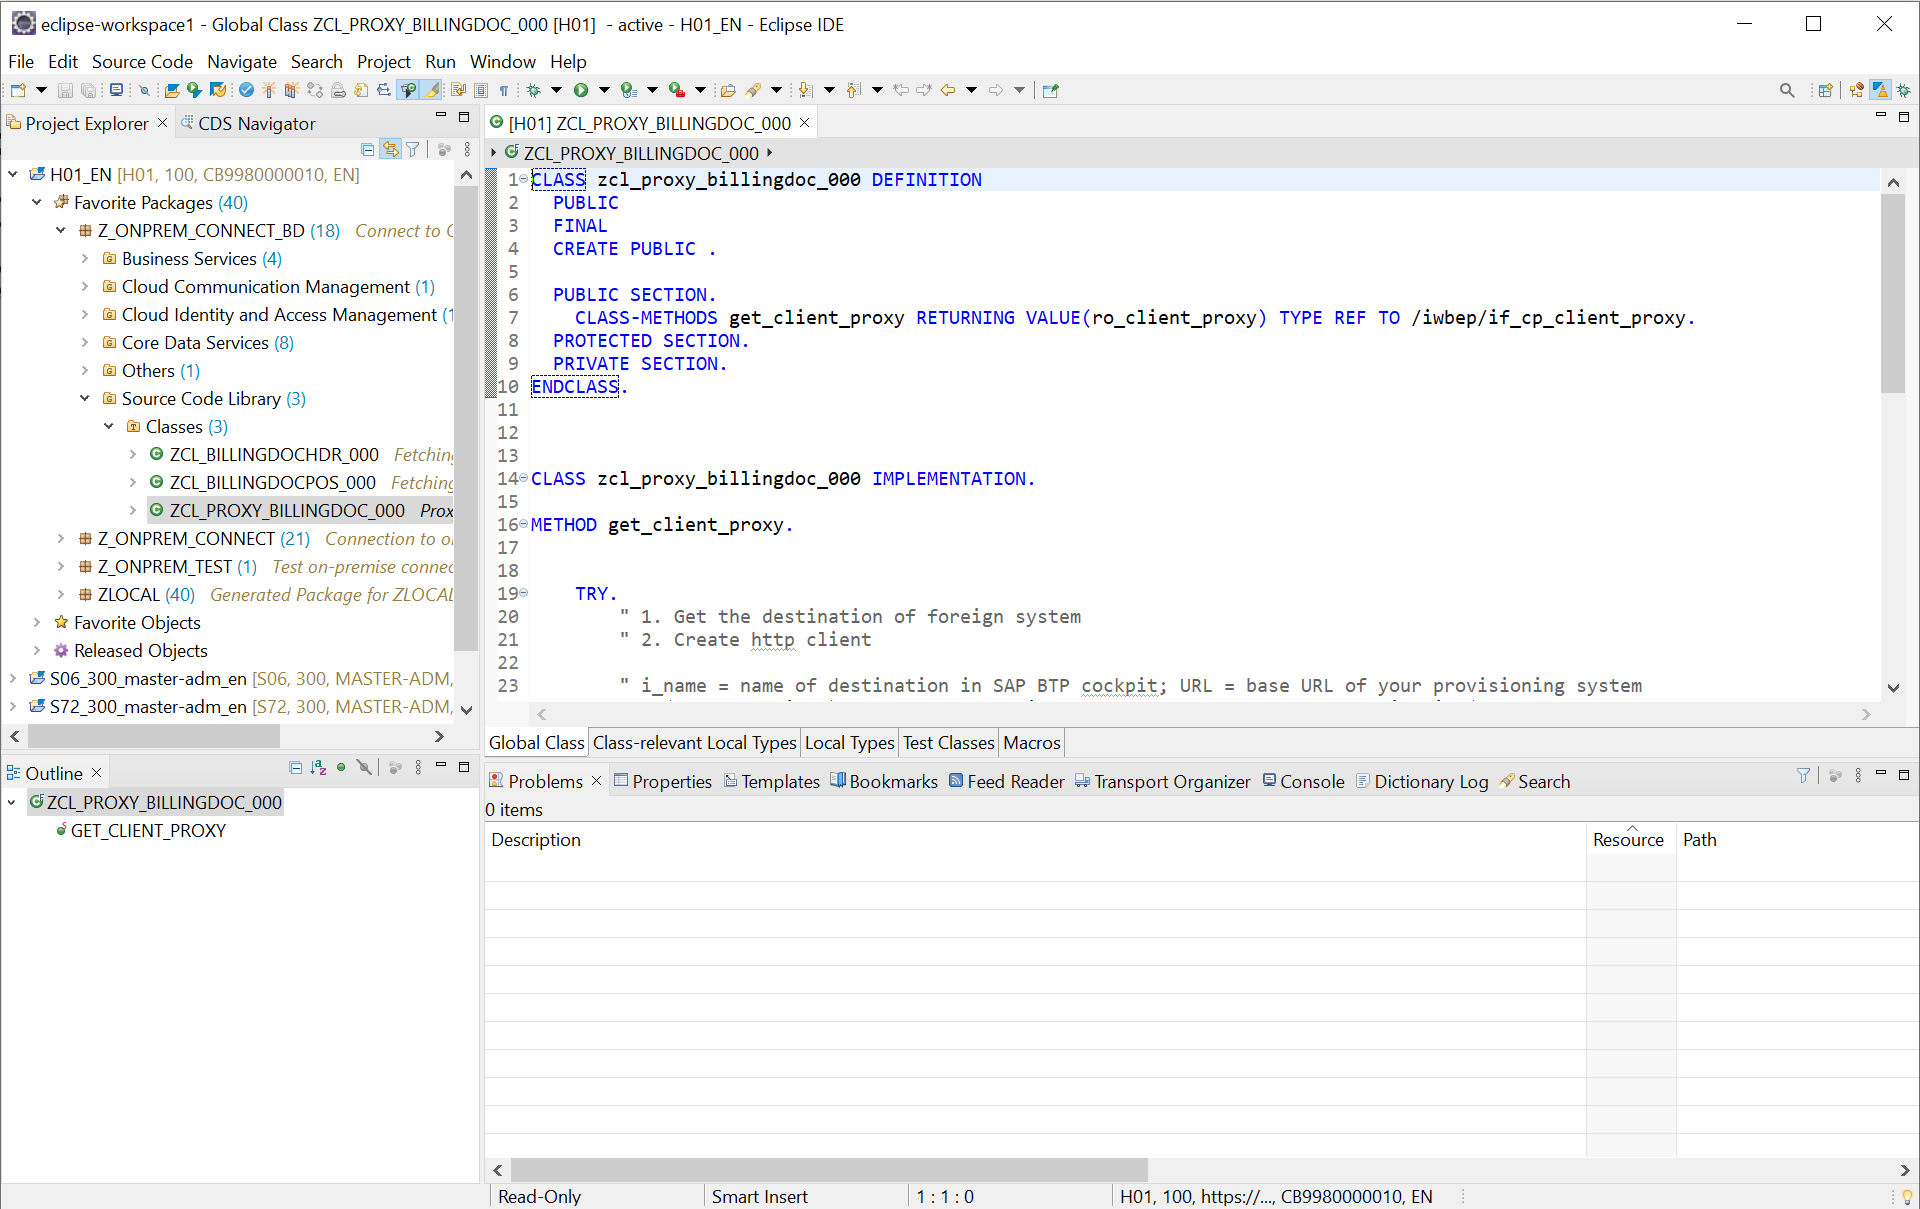 eclipse-workspace1 - Global Class ZCL_PROXY_BILLINGDOC_000 [H01]  - active - H01_EN - Eclipse IDE
File Edit Source Code Navigate Search Project Run Window Help
Project Explorer
CDS Navigator
H01_EN [H01, 100, CB9980000010, EN]
Favorite Packages (40)
Z_ONPREM_CONNECT_BD (18) Connect to
Business Services (4)
Cloud Communication Management (1)
Cloud Identity and Access Management
Core Data Services (8)
Others (1)
Source Code Library (3)
Classes (3)
ZCL_BILLINGDOCHDR_000 Fetching
ZCL_BILLINGDOCPOS_000 Fetching
ZCL_PROXY_BILLINGDOC_000 Prox
Z_ONPREM_CONNECT (21) Connection to
Z_ONPREM_TEST (1) Test on-premise connec
ZLOCAL (40) Generated Package for ZLOCAL
Favorite Objects
Released Objects
S06_300_master-adm_en [S06, 300, MASTER-ADM,
S72_300_master-adm_en [S72, 300, MASTER-ADM,
Outline
ZCL_PROXY_BILLINGDOC_000
GET_CLIENT_PROXY
[H01] ZCL_PROXY_BILLINGDOC_000
ZCL_PROXY_BILLINGDOC_000
1 CLASS zcl_proxy_billingdoc_000 DEFINITION
2 PUBLIC
3 FINAL
4 CREATE PUBLIC .
5
6 PUBLIC SECTION.
7 CLASS-METHODS get_client_proxy RETURNING VALUE(ro_client_proxy) TYPE REF TO /iwbep/if_cp_client_proxy.
8 PROTECTED SECTION.
9 PRIVATE SECTION.
10 ENDCLASS.
11
12
13
14 CLASS zcl_proxy_billingdoc_000 IMPLEMENTATION.
15
16 METHOD get_client_proxy.
17
18
19 TRY.
20 " 1. Get the destination of foreign system
21 " 2. Create http client
22
23 " i_name = name of destination in SAP BTP cockpit; URL = base URL of your provisioning system
Global Class Class-relevant Local Types Local Types Test Classes Macros
Problems Properties Templates Bookmarks Feed Reader Transport Organizer Console Dictionary Log Search
0 items
Description Resource Path
Read-Only Smart Insert 1 : 1 : 0 H01, 100, https://..., CB9980000010, EN